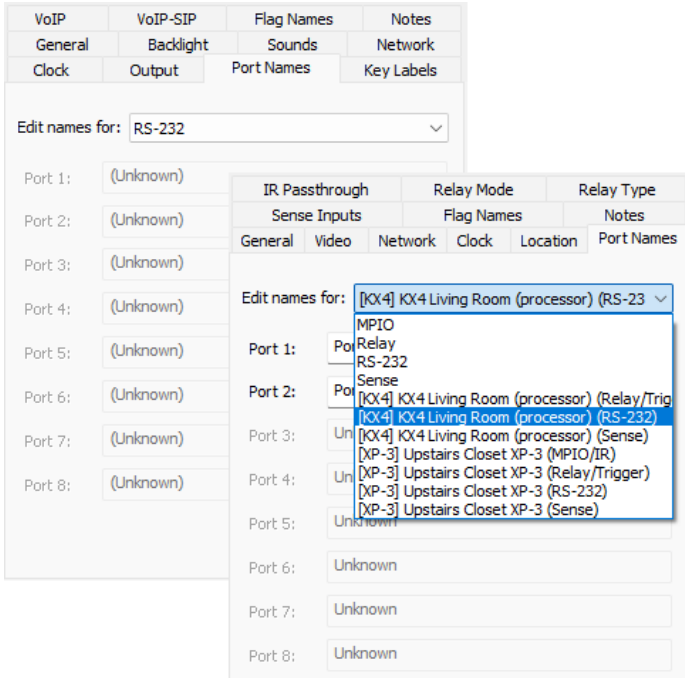 VoIP VoIP-SIP Flag Names Notes
General Backlight Sounds Network
Clock Output Port Names Key Labels
Edit names for: RS-232
Port 1: (Unknown)
Port 2: (Unknown)
Port 3: (Unknown)
Port 4: (Unknown)
Port 5: (Unknown)
Port 6: (Unknown)
Port 7: (Unknown)
Port 8: (Unknown)
IR Passthrough Relay Mode Relay Type
Sense Inputs Flag Names Notes
General Video Network Clock Location Port Names
Edit names for: [KX4] KX4 Living Room (processor) (RS-23
MPIO
Relay
RS-232
Sense
[KX4] KX4 Living Room (processor) (Relay/Trig
[KX4] KX4 Living Room (processor) (RS-232)
[KX4] KX4 Living Room (processor) (Sense)
[XP-3] Upstairs Closet XP-3 (MPIO/IR)
[XP-3] Upstairs Closet XP-3 (Relay/Trigger)
[XP-3] Upstairs Closet XP-3 (RS-232)
[XP-3] Upstairs Closet XP-3 (Sense)
Port 1: Por
Port 2: Por
Port 3: Un
Port 4: Un
Port 5: Unknown
Port 6: Unknown
Port 7: Unknown
Port 8: Unknown